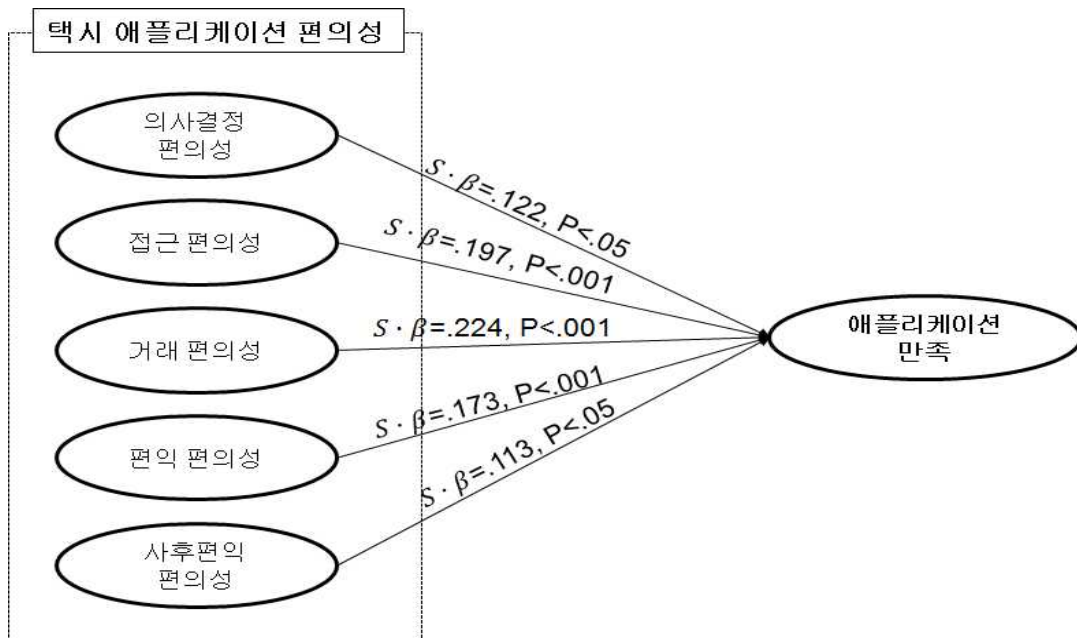 택시 애플리케이션 편의성
의사결정
편의성
S · β=.122, P<.05
접근 편의성
S · β=.197, P<.001
거래 편의성
S · β=.224, P<.001
애플리케이션
만족
편익 편의성
S · β=.173, P<.001
사후편익
편의성
S · β=.113, P<.05